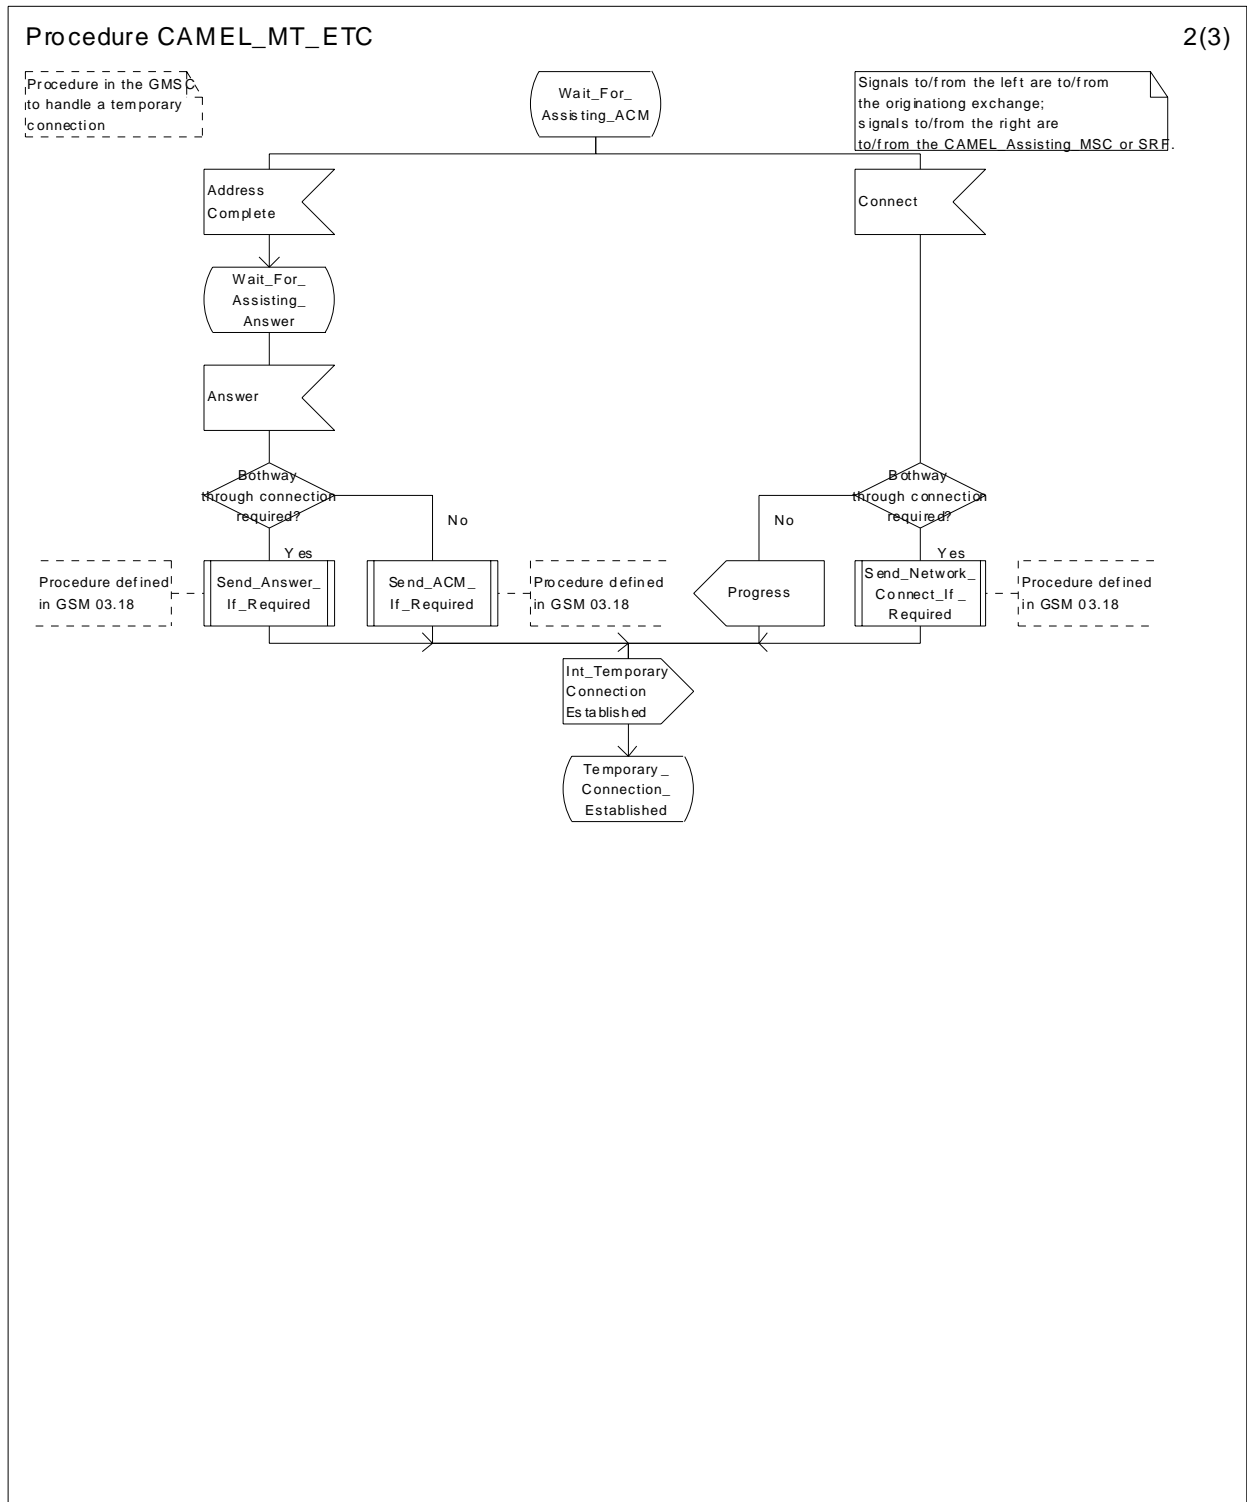 Procedure CAMEL_MT_ETC
2(3)
Procedure in the GMSC
to handle a temporary
connection
Wait_For_
Assisting_ACM
Signals to/from the left are to/from
the originationg exchange;
signals to/from the right are
to/from the CAMEL_Assisting_MSC or SRF.
Address
Complete
Connect
Wait_For_
Assisting_
Answer
Answer
Bothway
through connection
required?
No
Yes
Bothway
through connection
required?
No
Yes
Procedure defined
in GSM 03.18
Send_Answer_
If_Required
Send_ACM_
If_Required
Procedure defined
in GSM 03.18
Progress
Send_Network_
Connect_If_
Required
Procedure defined
in GSM 03.18
Int_Temporary
Connection
Established
Temporary_
Connection_
Established